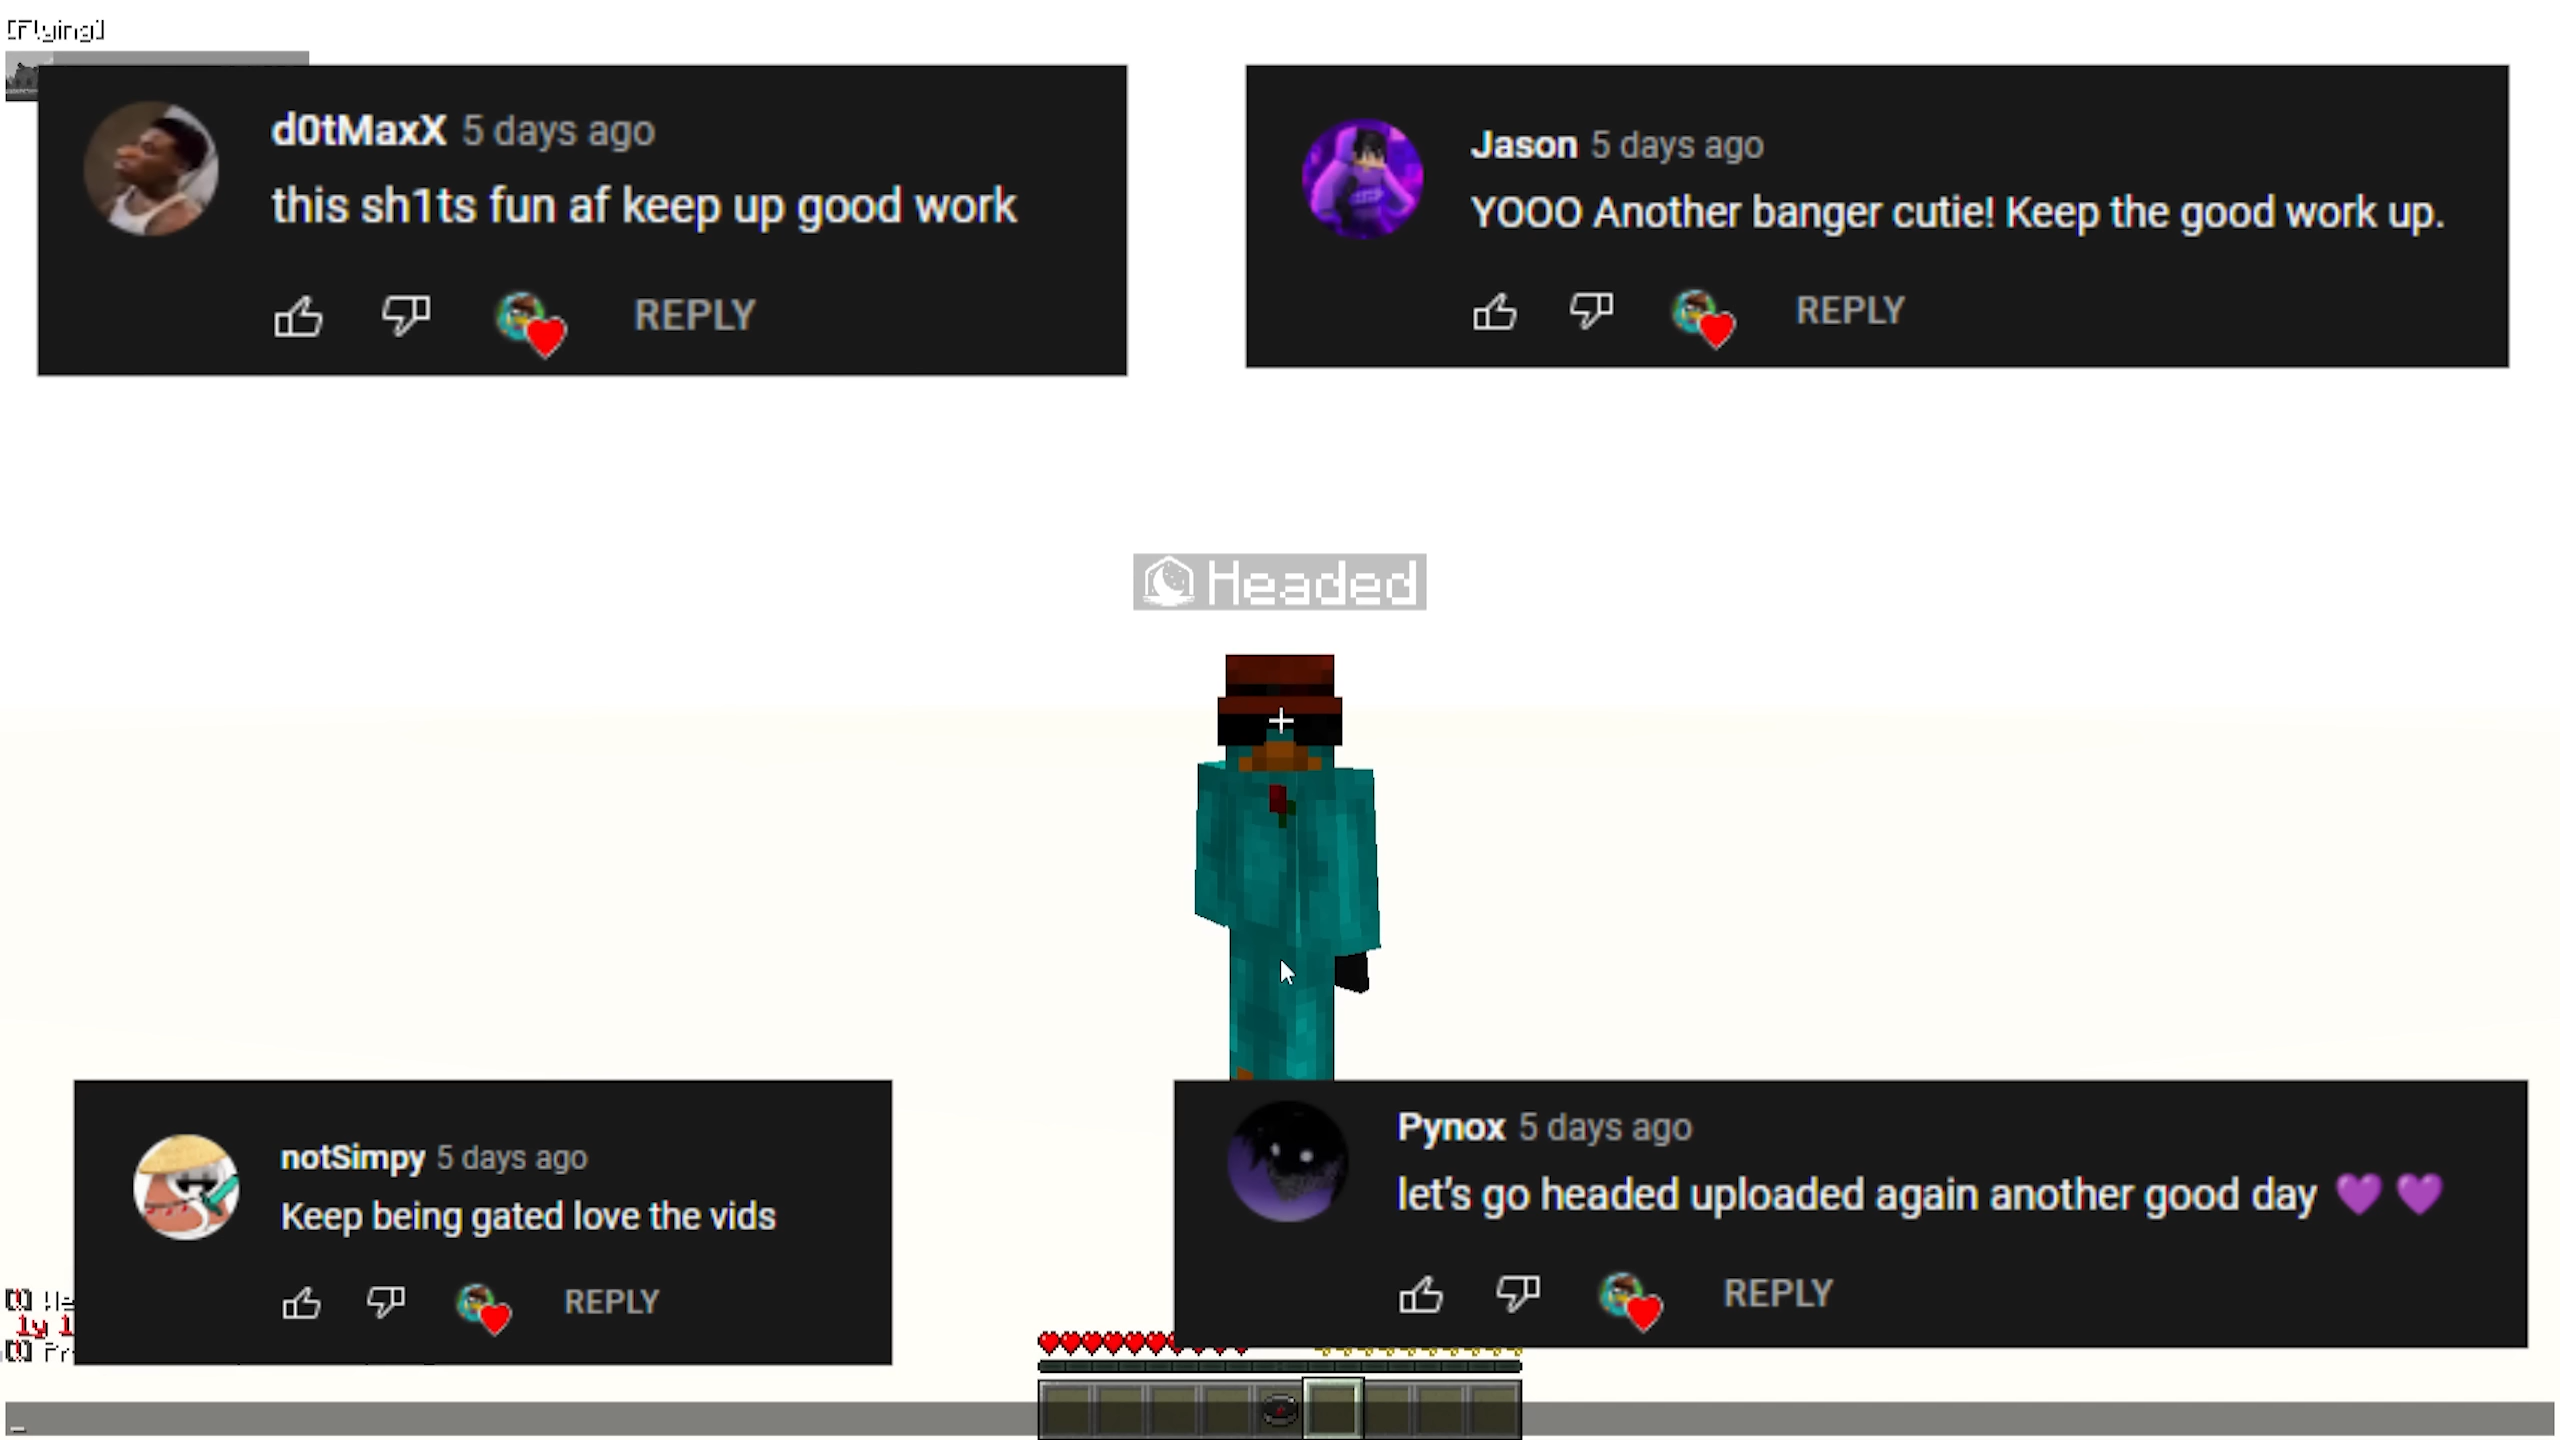 [Flying]
d0tMaxX 5 days ago
this sh1ts fun af keep up good work
REPLY
Jason 5 days ago
YOOO Another banger cutie! Keep the good work up.
REPLY
Headed
notSimpy 5 days ago
Keep being gated love the vids
REPLY
Pynox 5 days ago
let's go headed uploaded again another good day 💜 💜
REPLY